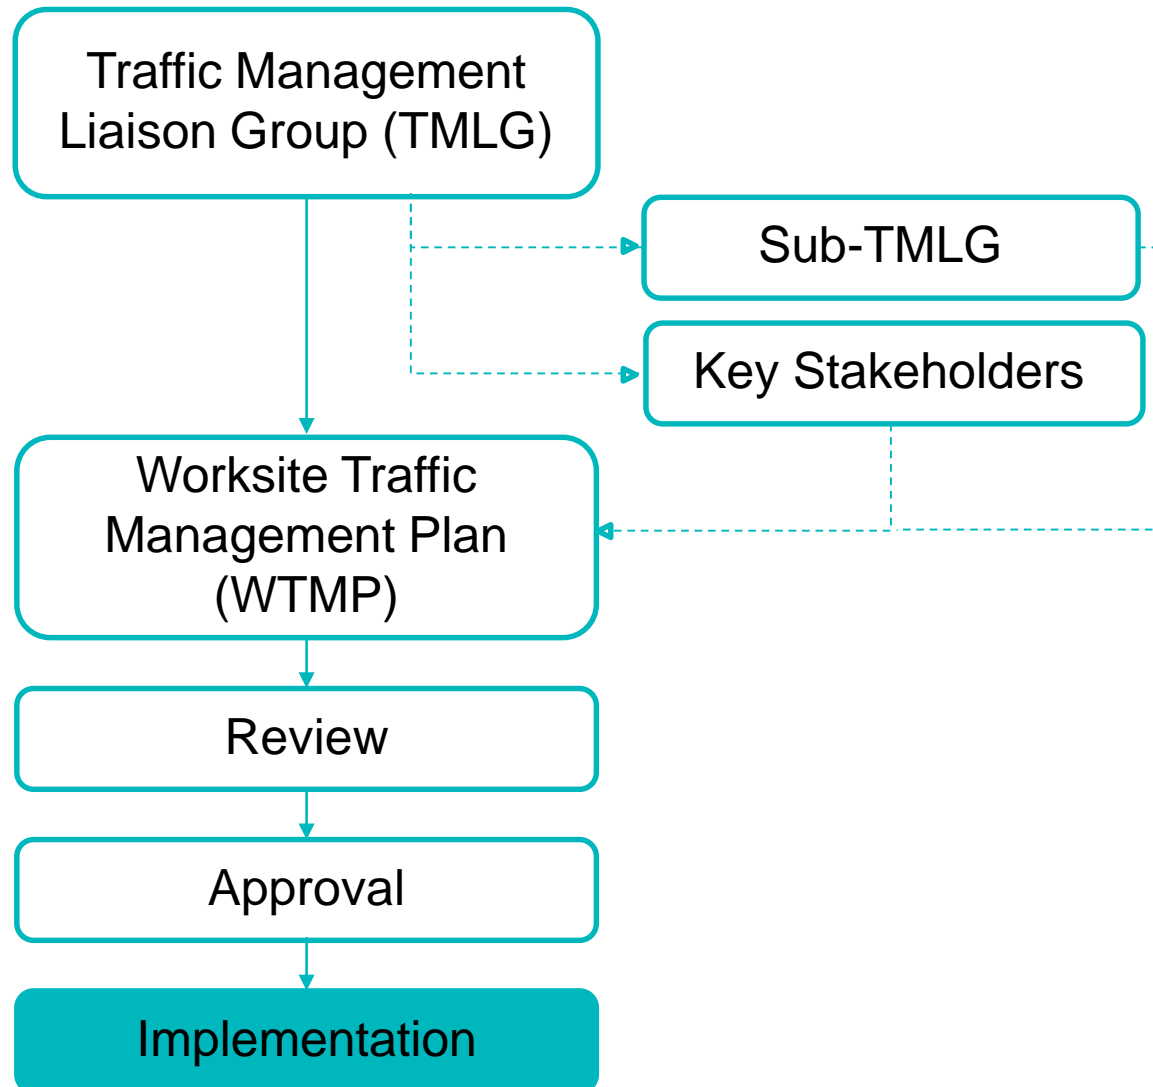 Traffic Management
Liaison Group (TMLG)
Sub-TMLG
Key Stakeholders
Worksite Traffic
Management Plan
(WTMP)
Review
Approval
Implementation